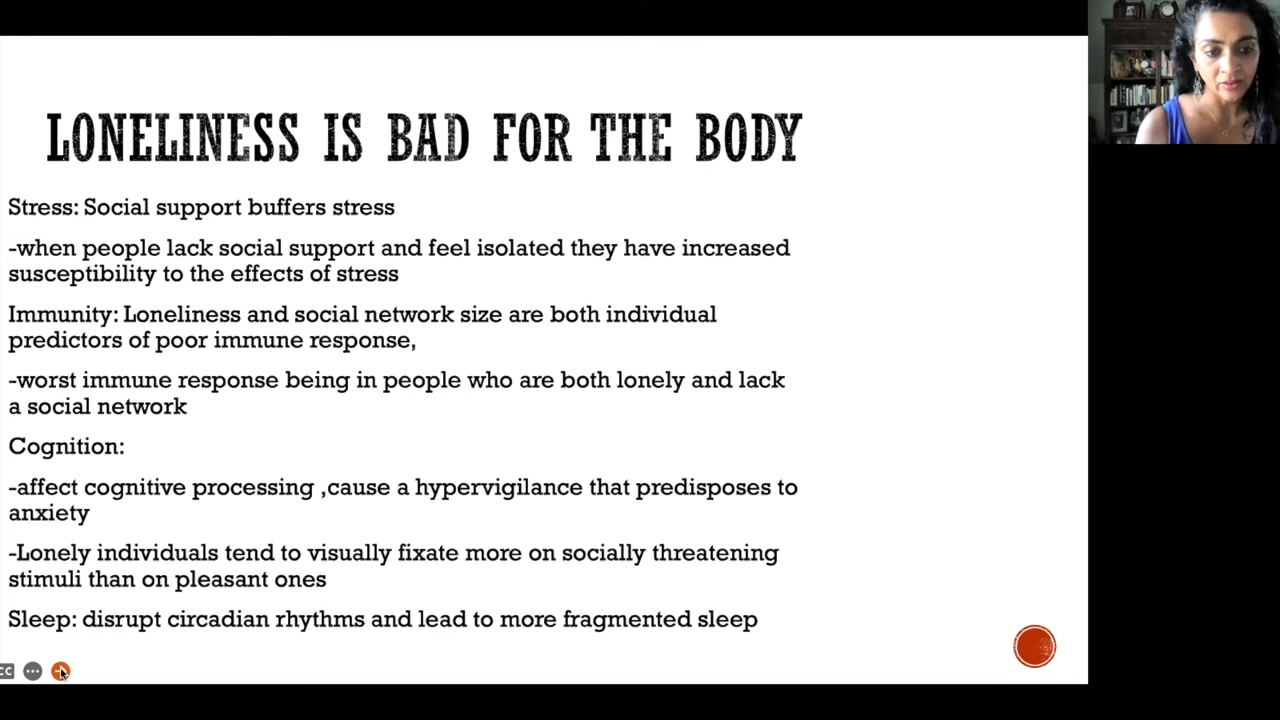 LONELINESS IS BAD FOR THE BODY
Stress: Social support buffers stress
-when people lack social support and feel isolated they have increased
susceptibility to the effects of stress
Immunity: Loneliness and social network size are both individual
predictors of poor immune response,
-worst immune response being in people who are both lonely and lack
a social network
Cognition:
-affect cognitive processing ,cause a hypervigilance that predisposes to
anxiety
-Lonely individuals tend to visually fixate more on socially threatening
stimuli than on pleasant ones
Sleep: disrupt circadian rhythms and lead to more fragmented sleep
CC